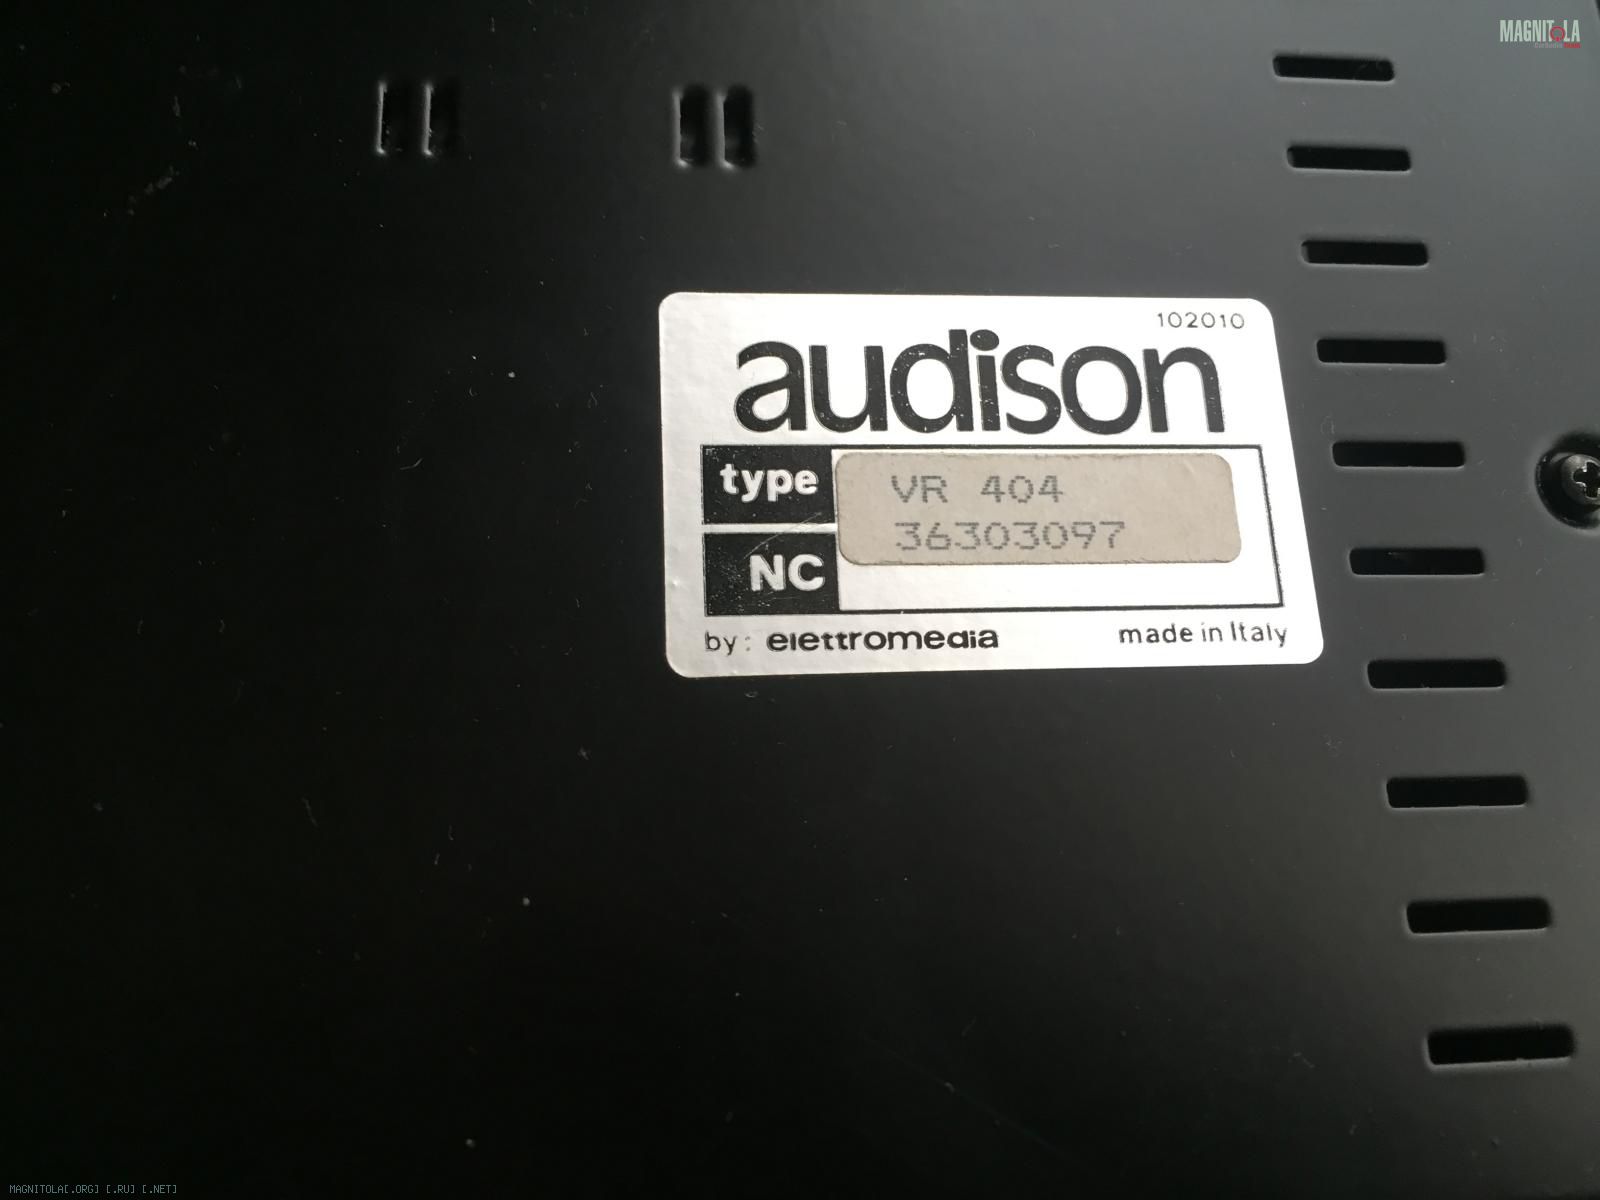 MAGNITOLA
102010
audison
type VR 404
36303097
NC
by: elettromedia made in Italy
MAGNITOLA[.ORG] [.RU] [.NET]